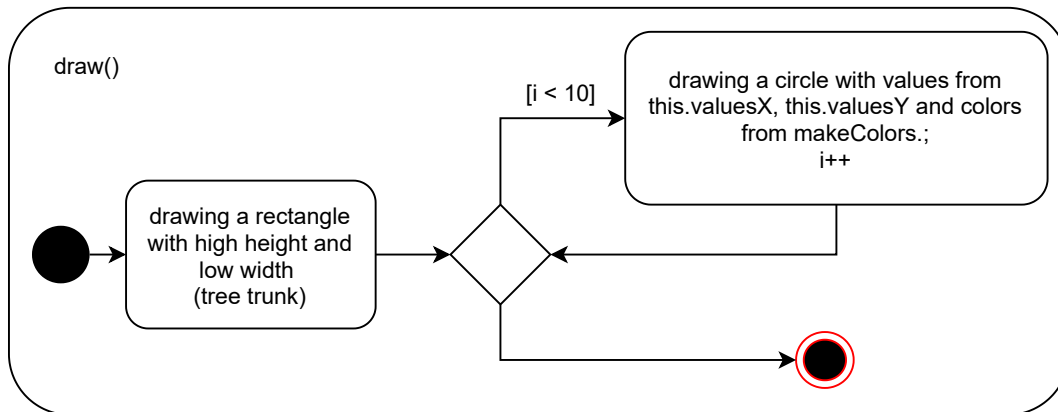 draw()
[i < 10]
drawing a circle with values from
this.valuesX, this.valuesY and colors
from makeColors.;
i++
drawing a rectangle
with high height and
low width
(tree trunk)